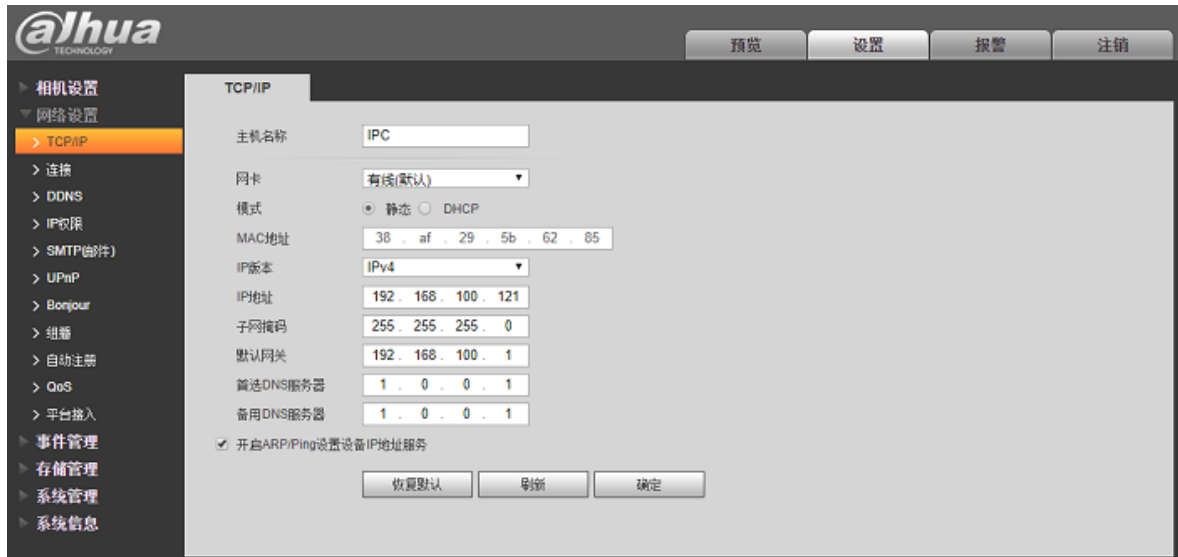 alhua
TECHNOLOGY
预览 设置 报警 注销
相机设置
网络设置
TCP/IP
连接
DDNS
IP权限
SMTP(邮件)
UPnP
Bonjour
组播
自动注册
QoS
平台接入
事件管理
存储管理
系统管理
系统信息
TCP/IP
主机名称 IPC
网卡 有线(默认)
模式 静态 DHCP
MAC地址 38 . af . 29 . 5b . 62 . 85
IP版本 IPv4
IP地址 192 . 168 . 100 . 121
子网掩码 255 . 255 . 255 . 0
默认网关 192 . 168 . 100 . 1
首选DNS服务器 1 . 0 . 0 . 1
备用DNS服务器 1 . 0 . 0 . 1
开启ARP/Ping设置设备IP地址服务
恢复默认 刷新 确定